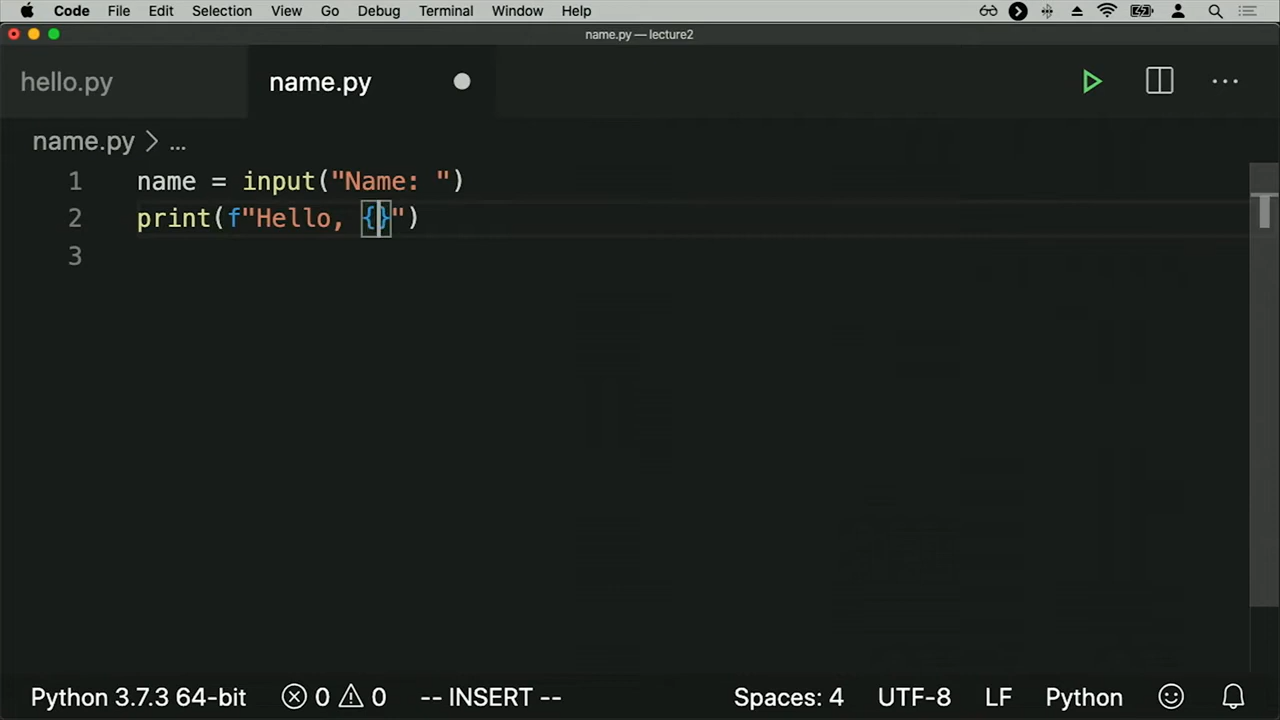 Code File Edit Selection View Go Debug Terminal Window Help
name.py — lecture2
hello.py name.py
name.py > ...
1 name = input("Name: ")
2 print(f"Hello, {}")
3
Python 3.7.3 64-bit 0 0 -- INSERT -- Spaces: 4 UTF-8 LF Python